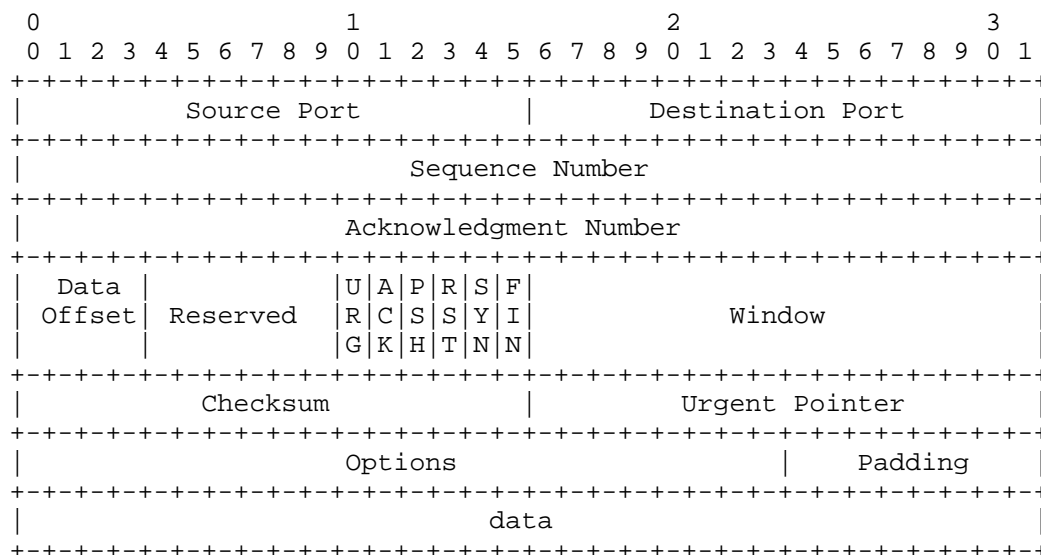 0                   1                   2                   3
 0 1 2 3 4 5 6 7 8 9 0 1 2 3 4 5 6 7 8 9 0 1 2 3 4 5 6 7 8 9 0 1
+-+-+-+-+-+-+-+-+-+-+-+-+-+-+-+-+-+-+-+-+-+-+-+-+-+-+-+-+-+-+-+-+
|          Source Port          |       Destination Port        |
+-+-+-+-+-+-+-+-+-+-+-+-+-+-+-+-+-+-+-+-+-+-+-+-+-+-+-+-+-+-+-+-+
|                        Sequence Number                        |
+-+-+-+-+-+-+-+-+-+-+-+-+-+-+-+-+-+-+-+-+-+-+-+-+-+-+-+-+-+-+-+-+
|                    Acknowledgment Number                      |
+-+-+-+-+-+-+-+-+-+-+-+-+-+-+-+-+-+-+-+-+-+-+-+-+-+-+-+-+-+-+-+-+
|  Data |           |U|A|P|R|S|F|                               |
| Offset| Reserved  |R|C|S|S|Y|I|            Window             |
|       |           |G|K|H|T|N|N|                               |
+-+-+-+-+-+-+-+-+-+-+-+-+-+-+-+-+-+-+-+-+-+-+-+-+-+-+-+-+-+-+-+-+
|           Checksum            |         Urgent Pointer        |
+-+-+-+-+-+-+-+-+-+-+-+-+-+-+-+-+-+-+-+-+-+-+-+-+-+-+-+-+-+-+-+-+
|                    Options                    |    Padding    |
+-+-+-+-+-+-+-+-+-+-+-+-+-+-+-+-+-+-+-+-+-+-+-+-+-+-+-+-+-+-+-+-+
|                             data                              |
+-+-+-+-+-+-+-+-+-+-+-+-+-+-+-+-+-+-+-+-+-+-+-+-+-+-+-+-+-+-+-+-+